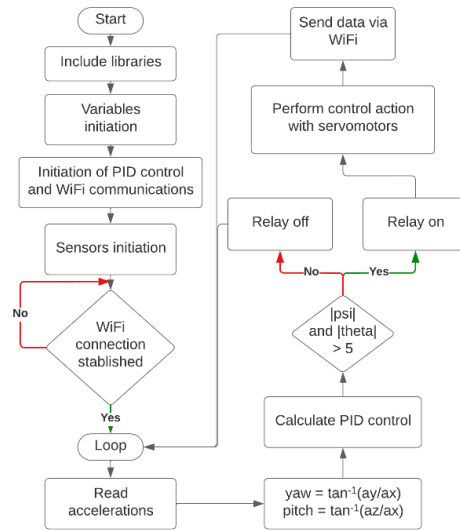 Start
Include libraries
Variables
initiation
Initiation of PID control
and WiFi communications
Sensors initiation
No
WiFi
connection
stablished
Yes
Loop
Read
accelerations
yaw = tan⁻¹(ay/ax)
pitch = tan⁻¹(az/ax)
Calculate PID control
|psi|
and |theta|
> 5
No
Yes
Relay off
Relay on
Perform control action
with servomotors
Send data via
WiFi